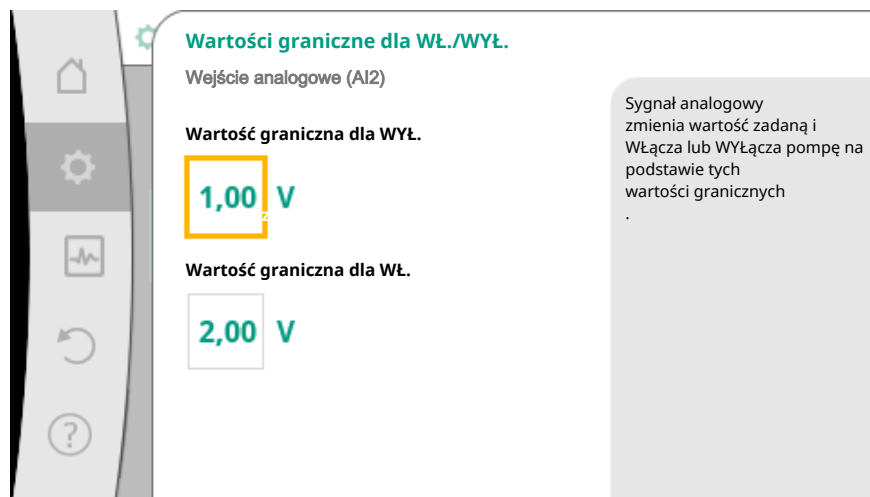 Wartości graniczne dla WŁ./WYŁ.
Wejście analogowe (AI2)
Wartość graniczna dla WYŁ.
1,00 V
z
Wartość graniczna dla WŁ.
2,00 V
Sygnał analogowy
zmienia wartość zadaną i
WŁącza lub WYŁącza pompę na
podstawie tych
wartości granicznych
.
?